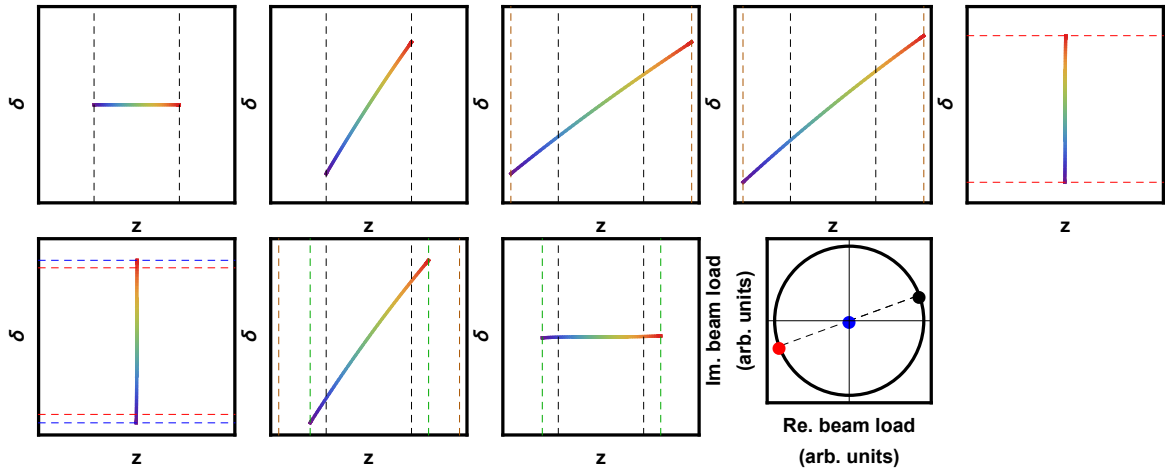 δ
z
δ
z
δ
z
δ
z
δ
z
δ
z
δ
z
δ
z
Im. beam load
(arb. units)
Re. beam load
(arb. units)